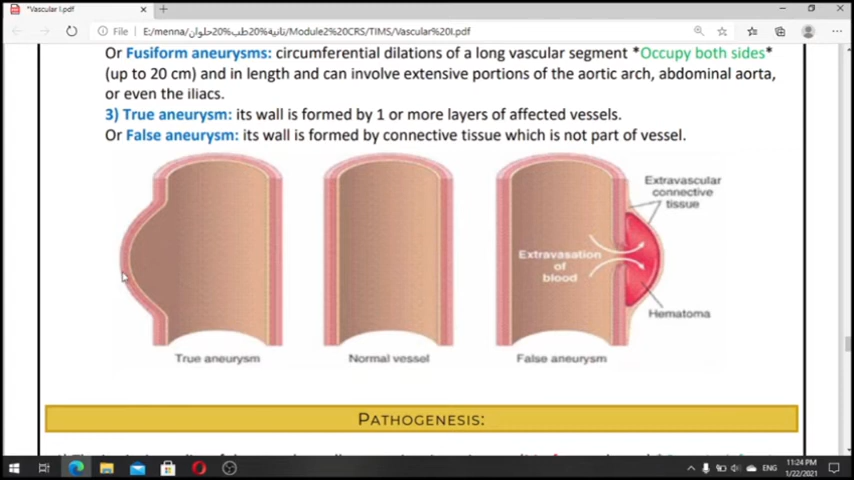 *Vascular I.pdf
File
E:/menna/ثانية%20طب%20حلوان/Module2%20CRS/TIMS/Vascular%20I.pdf
Or Fusiform aneurysms: circumferential dilations of a long vascular segment *Occupy both sides*
(up to 20 cm) and in length and can involve extensive portions of the aortic arch, abdominal aorta,
or even the iliacs.
3) True aneurysm: its wall is formed by 1 or more layers of affected vessels.
Or False aneurysm: its wall is formed by connective tissue which is not part of vessel.
Extravascular
connective
tissue
Extravasation
of
blood
Hematoma
True aneurysm
Normal vessel
False aneurysm
PATHOGENESIS:
ENG
11:24 PM
1/22/2021